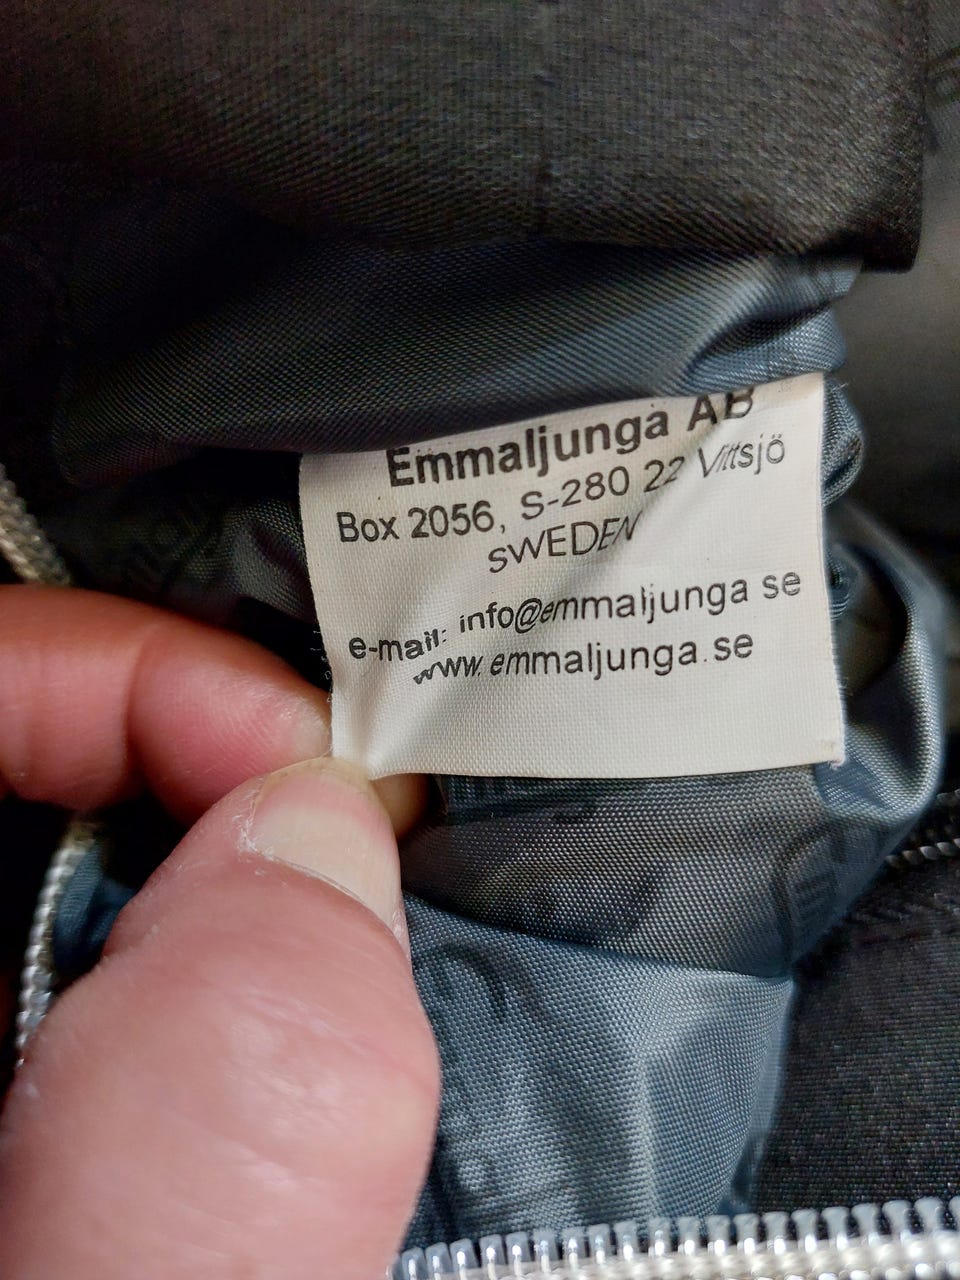 Emmaljunga AB
Box 2056, S-280 22 Vittsjö
SWEDEN
e-mail: info@emmaljunga se
www.emmaljunga.se